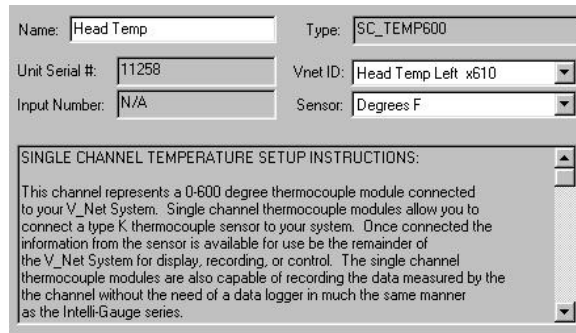 Name: Head Temp Type: SC_TEMP600
Unit Serial #: 11258 Vnet ID: Head Temp Left x610
Input Number: N/A Sensor: Degrees F
SINGLE CHANNEL TEMPERATURE SETUP INSTRUCTIONS:
This channel represents a 0-600 degree thermocouple module connected
to your V_Net System. Single channel thermocouple modules allow you to
connect a type K thermocouple sensor to your system. Once connected the
information from the sensor is available for use be the remainder of
the V_Net System for display, recording, or control. The single channel
thermocouple modules are also capable of recording the data measured by the
the channel without the need of a data logger in much the same manner
as the Intelli-Gauge series.